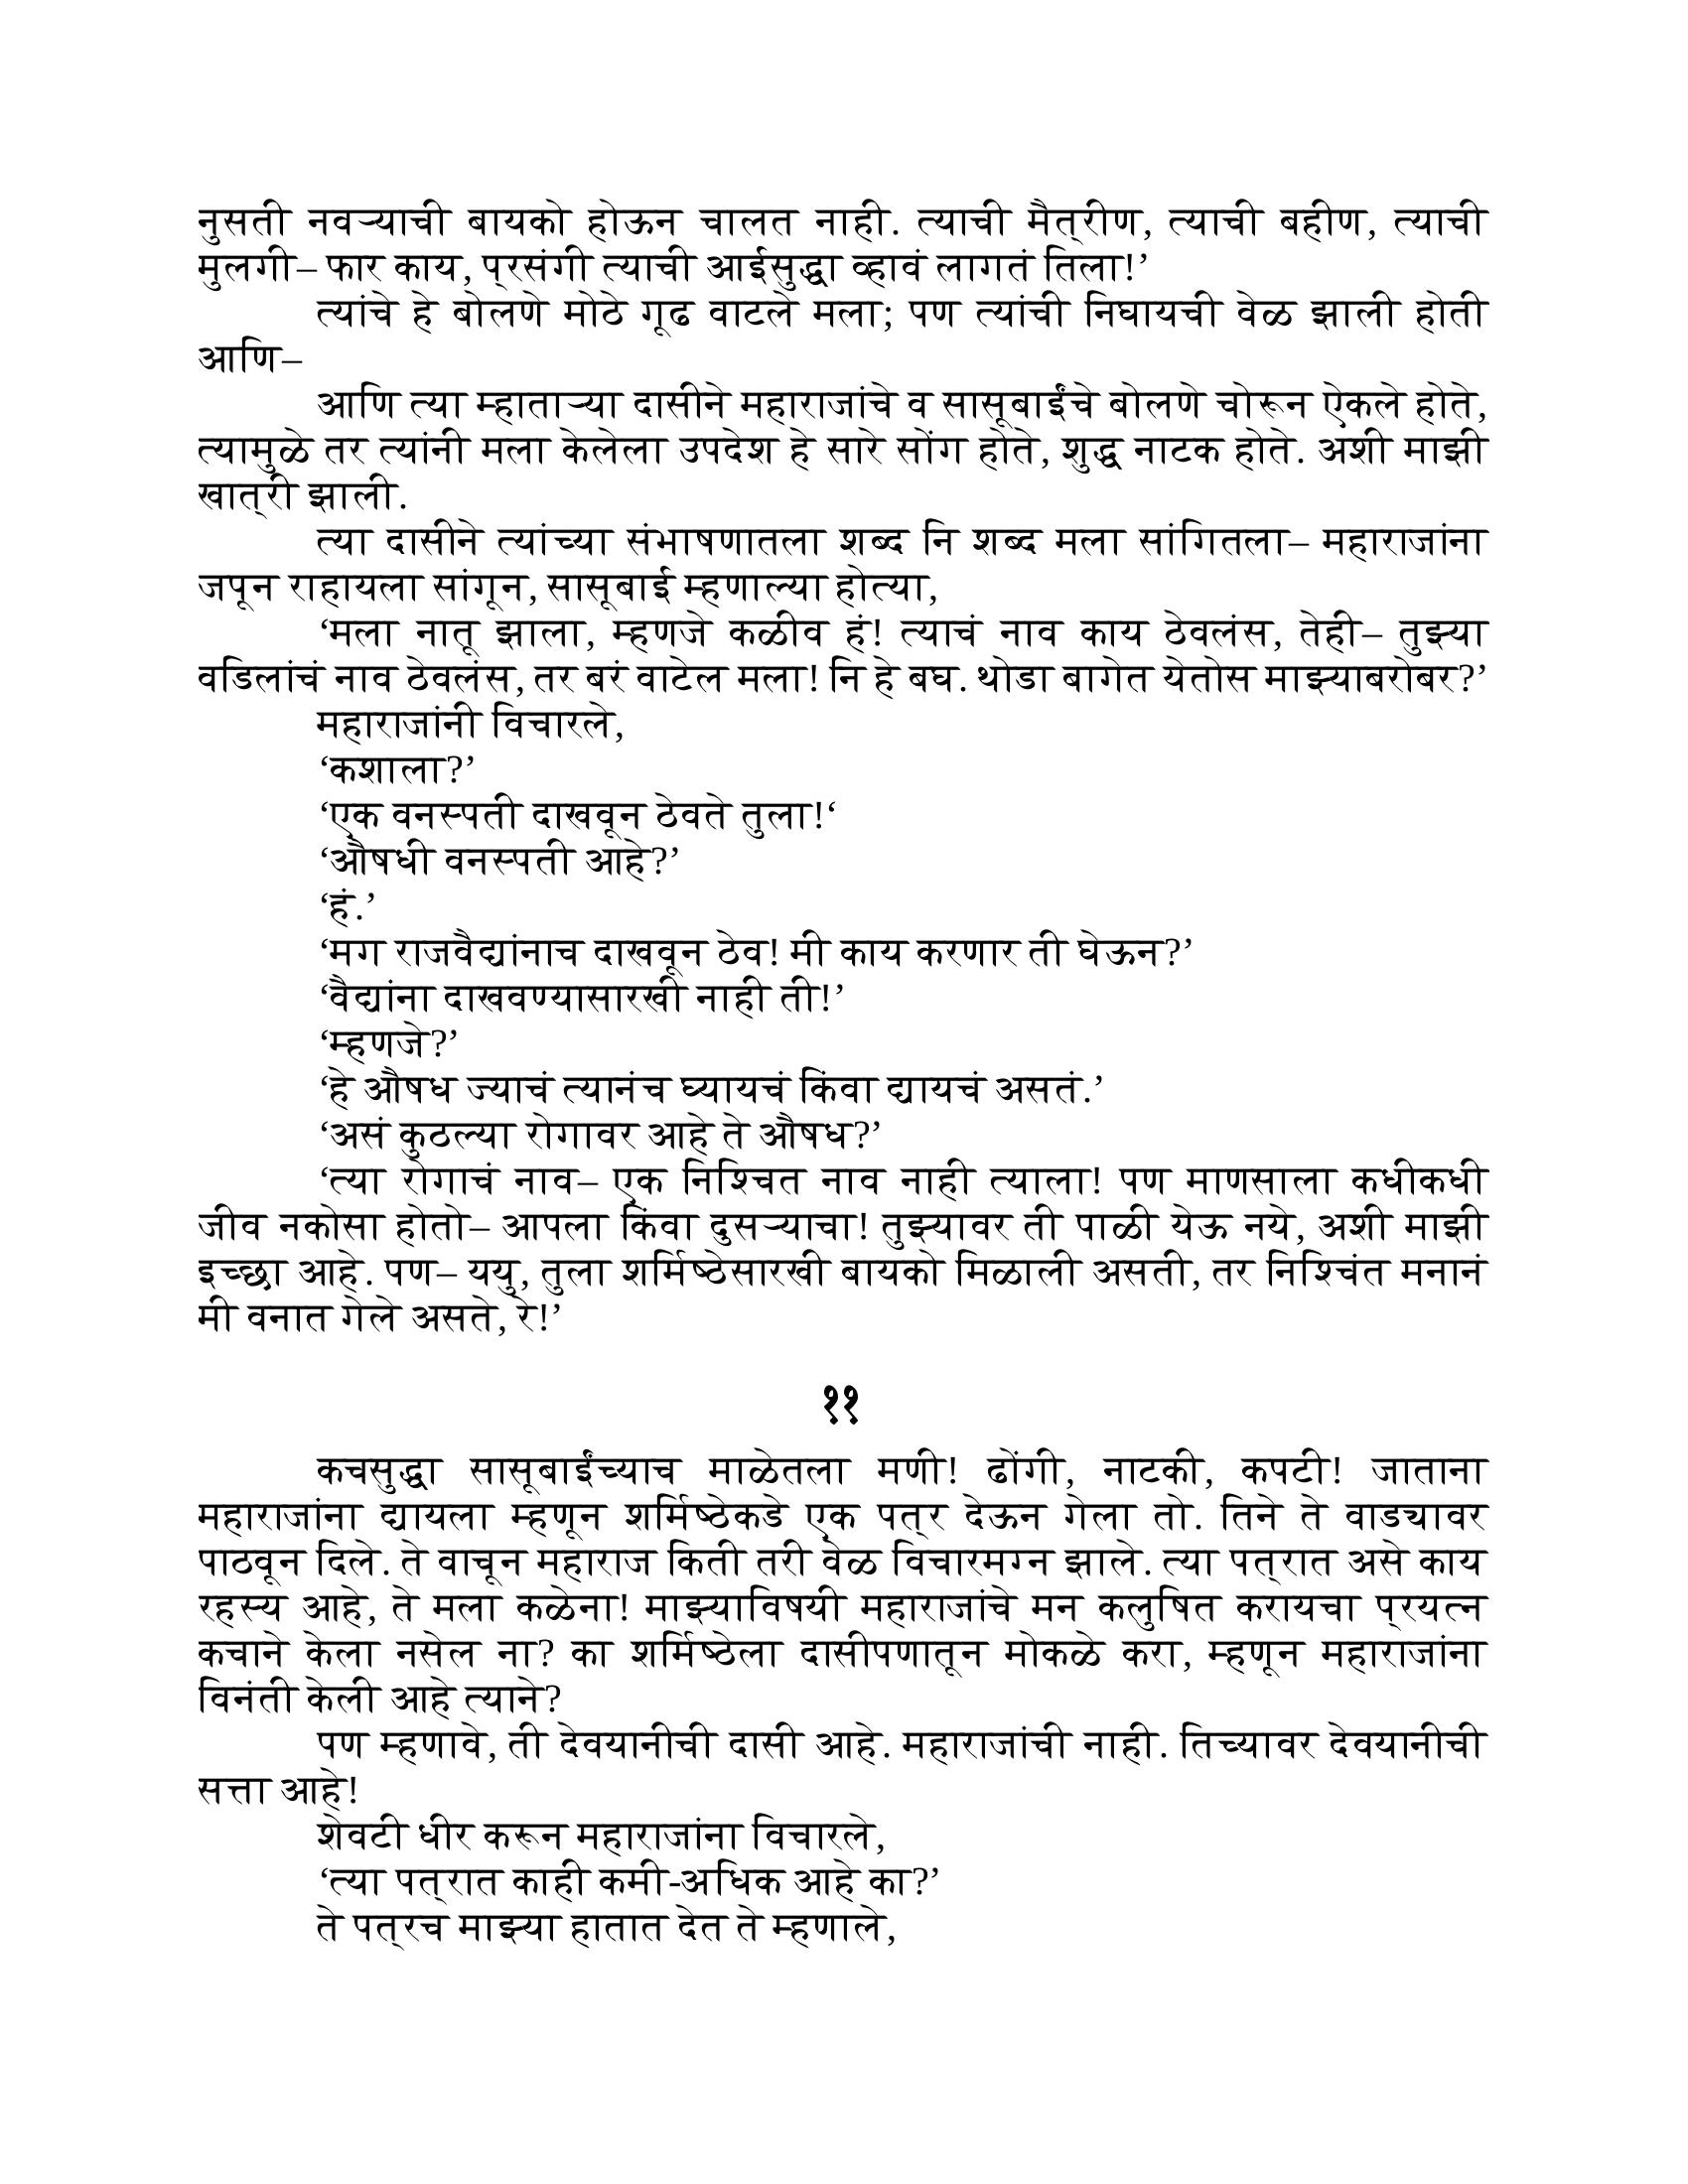 नुसती नवऱ्याची बायको होऊन चालत नाही. त्याची मैत्रीण, त्याची बहीण, त्याची
मुलगी– फार काय, प्रसंगी त्याची आईसुद्धा व्हावं लागतं तिला!’
त्यांचे हे बोलणे मोठे गूढ वाटले मला; पण त्यांची निघायची वेळ झाली होती
आणि–
आणि त्या म्हाताऱ्या दासीने महाराजांचे व सासूबाईंचे बोलणे चोरून ऐकले होते,
त्यामुळे तर त्यांनी मला केलेला उपदेश हे सारे सोंग होते, शुद्ध नाटक होते. अशी माझी
खात्री झाली.
त्या दासीने त्यांच्या संभाषणातला शब्द नि शब्द मला सांगितला– महाराजांना
जपून राहायला सांगून, सासूबाई म्हणाल्या होत्या,
‘मला नातू झाला, म्हणजे कळीव हं! त्याचं नाव काय ठेवलंस, तेही– तुझ्या
वडिलांचं नाव ठेवलंस, तर बरं वाटेल मला! नि हे बघ. थोडा बागेत येतोस माझ्याबरोबर?’
महाराजांनी विचारले,
‘कशाला?’
‘एक वनस्पती दाखवून ठेवते तुला!‘
‘औषधी वनस्पती आहे?’
‘हं.’
‘मग राजवैद्यांनाच दाखवून ठेव! मी काय करणार ती घेऊन?’
‘वैद्यांना दाखवण्यासारखी नाही ती!’
‘म्हणजे?’
‘हे औषध ज्याचं त्यानंच घ्यायचं किंवा द्यायचं असतं.’
‘असं कुठल्या रोगावर आहे ते औषध?’
‘त्या रोगाचं नाव– एक निश्चित नाव नाही त्याला! पण माणसाला कधीकधी
जीव नकोसा होतो– आपला किंवा दुसऱ्याचा! तुझ्यावर ती पाळी येऊ नये, अशी माझी
इच्छा आहे. पण– ययु, तुला शर्मिष्ठेसारखी बायको मिळाली असती, तर निश्चिंत मनानं
मी वनात गेले असते, रे!’
११
कचसुद्धा सासूबाईंच्याच माळेतला मणी! ढोंगी, नाटकी, कपटी! जाताना
महाराजांना द्यायला म्हणून शर्मिष्ठेकडे एक पत्र देऊन गेला तो. तिने ते वाड्यावर
पाठवून दिले. ते वाचून महाराज किती तरी वेळ विचारमग्न झाले. त्या पत्रात असे काय
रहस्य आहे, ते मला कळेना! माझ्याविषयी महाराजांचे मन कलुषित करायचा प्रयत्न
कचाने केला नसेल ना? का शर्मिष्ठेला दासीपणातून मोकळे करा, म्हणून महाराजांना
विनंती केली आहे त्याने?
पण म्हणावे, ती देवयानीची दासी आहे. महाराजांची नाही. तिच्यावर देवयानीची
सत्ता आहे!
शेवटी धीर करून महाराजांना विचारले,
‘त्या पत्रात काही कमी-अधिक आहे का?’
ते पत्रच माझ्या हातात देत ते म्हणाले,